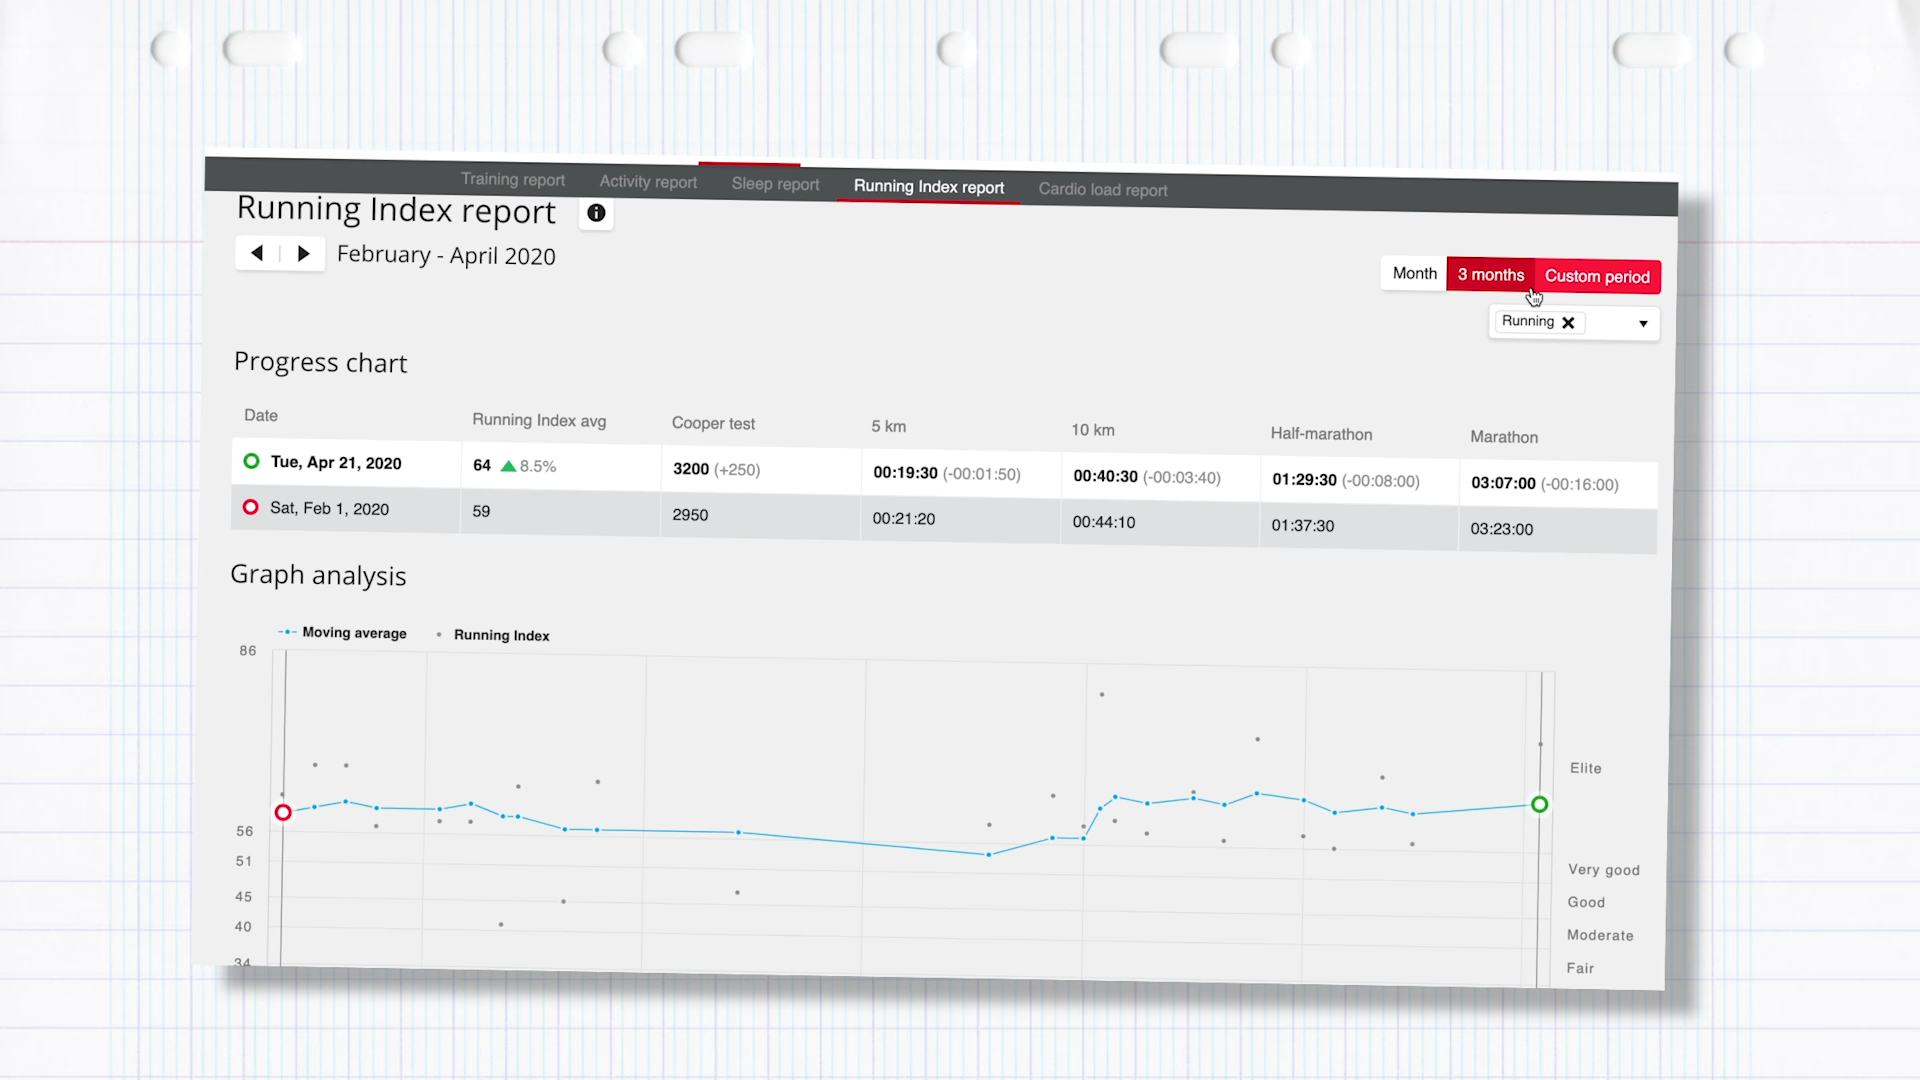 Training report Activity report Sleep report Running Index report Cardio load report
Running Index report
February - April 2020
Month 3 months Custom period
Running
Progress chart
Date Running Index avg Cooper test 5 km 10 km Half-marathon Marathon
Tue, Apr 21, 2020 64 8.5% 3200 (+250) 00:19:30 (-00:01:50) 00:40:30 (-00:03:40) 01:29:30 (-00:08:00) 03:07:00 (-00:16:00)
Sat, Feb 1, 2020 59 2950 00:21:20 00:44:10 01:37:30 03:23:00
Graph analysis
Moving average Running Index
86
Elite
56
51
Very good
45
Good
40
Moderate
34
Fair